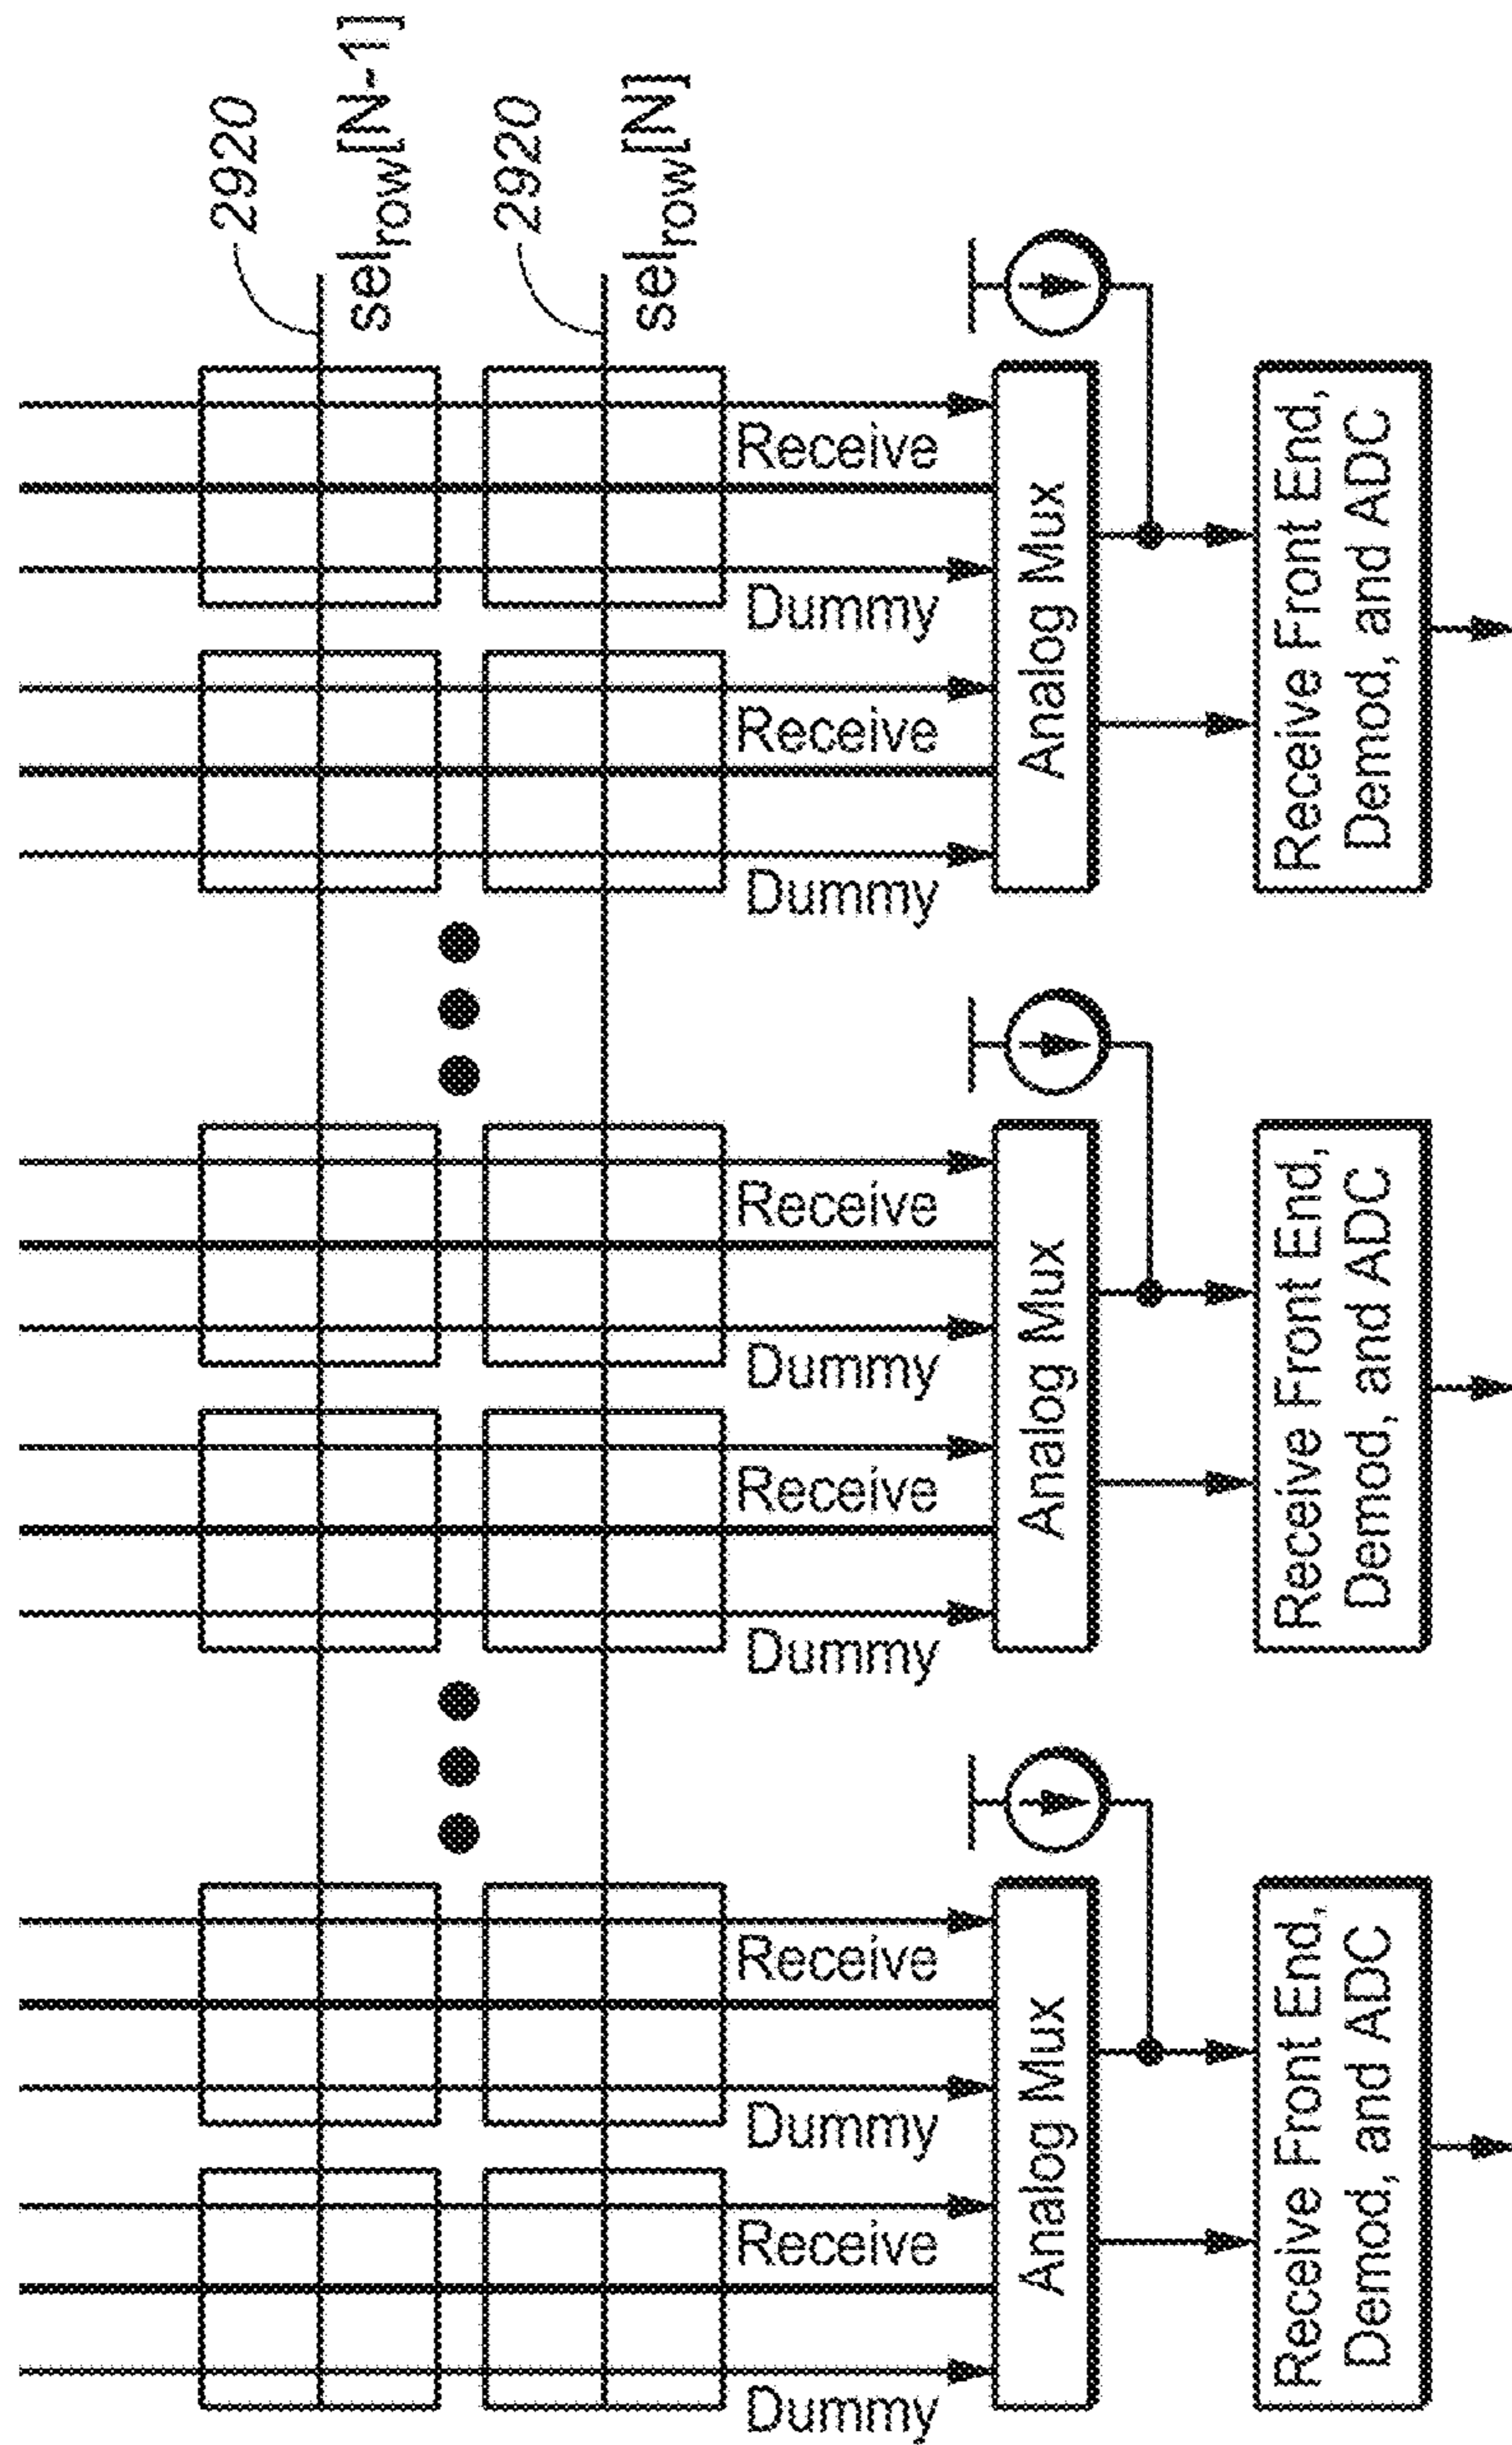 2920
sel_row[N-1]
2920
sel_row[N]
Receive
Dummy
Receive
Dummy
Receive
Dummy
Receive
Dummy
Receive
Dummy
Receive
Dummy
Analog Mux
Analog Mux
Analog Mux
Receive Front End,
Demod, and ADC
Receive Front End,
Demod, and ADC
Receive Front End,
Demod, and ADC